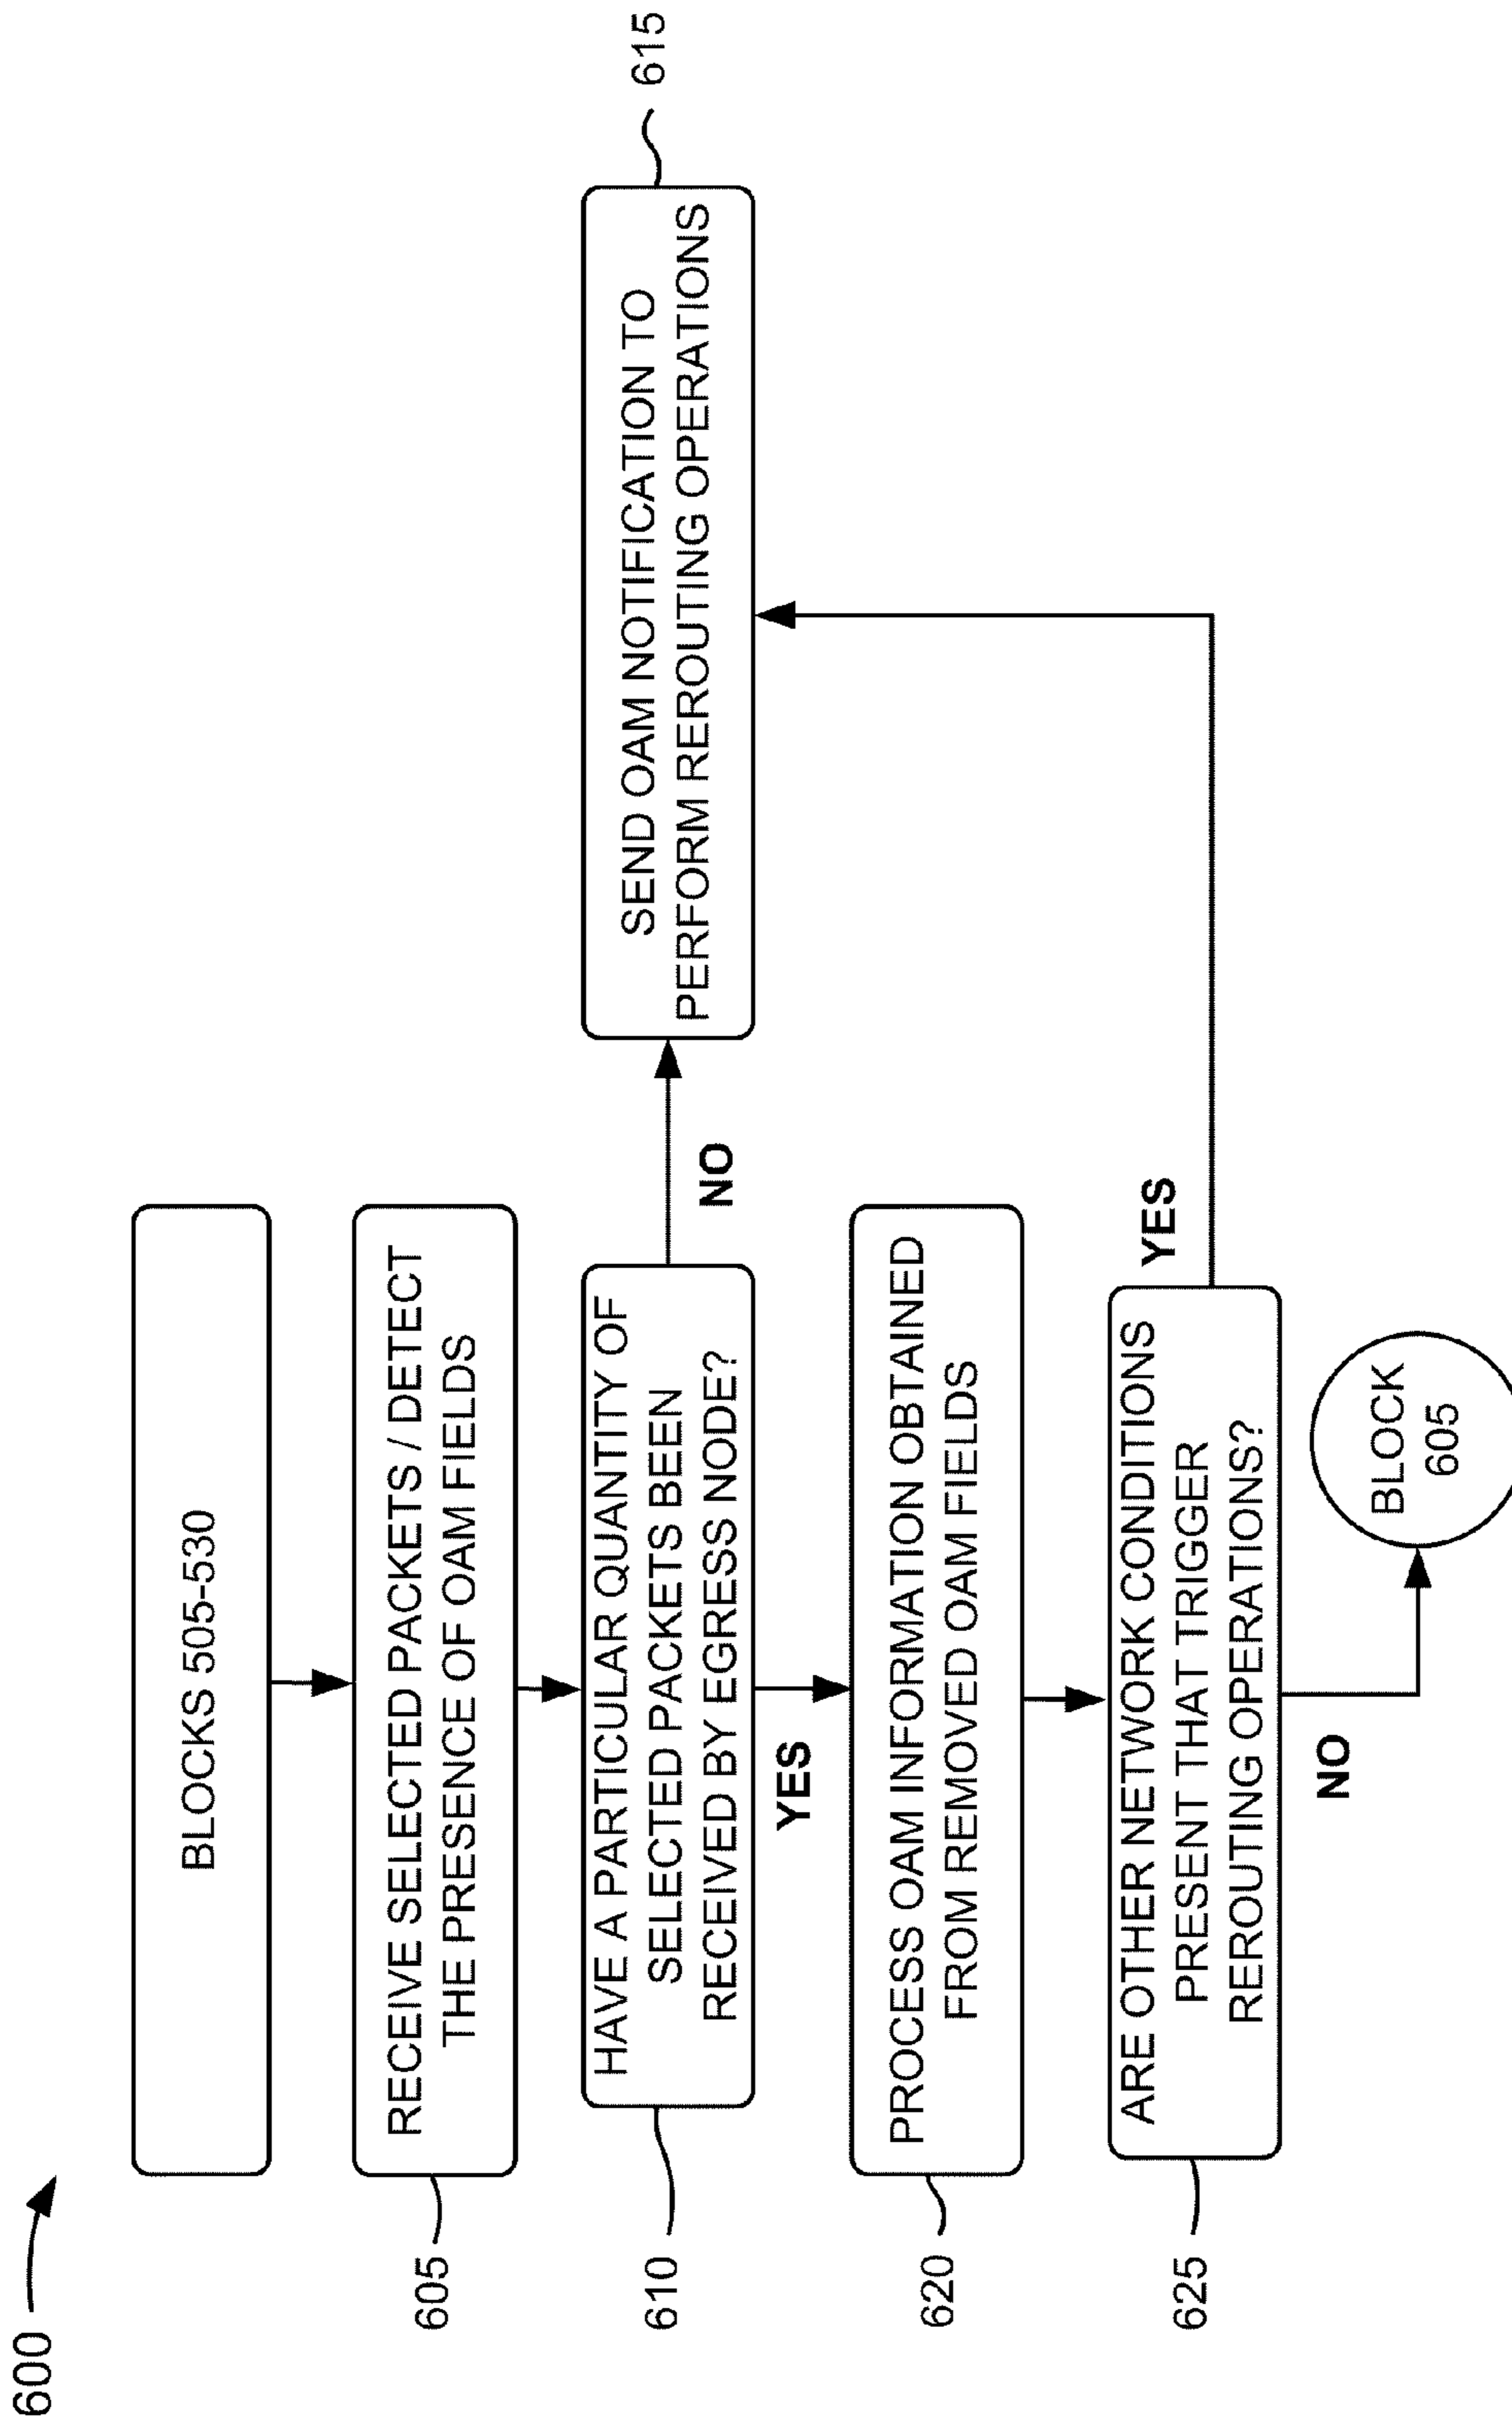 600
BLOCKS 505-530
605
RECEIVE SELECTED PACKETS / DETECT
THE PRESENCE OF OAM FIELDS
610
HAVE A PARTICULAR QUANTITY OF
SELECTED PACKETS BEEN
RECEIVED BY EGRESS NODE?
NO
SEND OAM NOTIFICATION TO
PERFORM REROUTING OPERATIONS
615
YES
620
PROCESS OAM INFORMATION OBTAINED
FROM REMOVED OAM FIELDS
625
ARE OTHER NETWORK CONDITIONS
PRESENT THAT TRIGGER
REROUTING OPERATIONS?
YES
NO
BLOCK
605